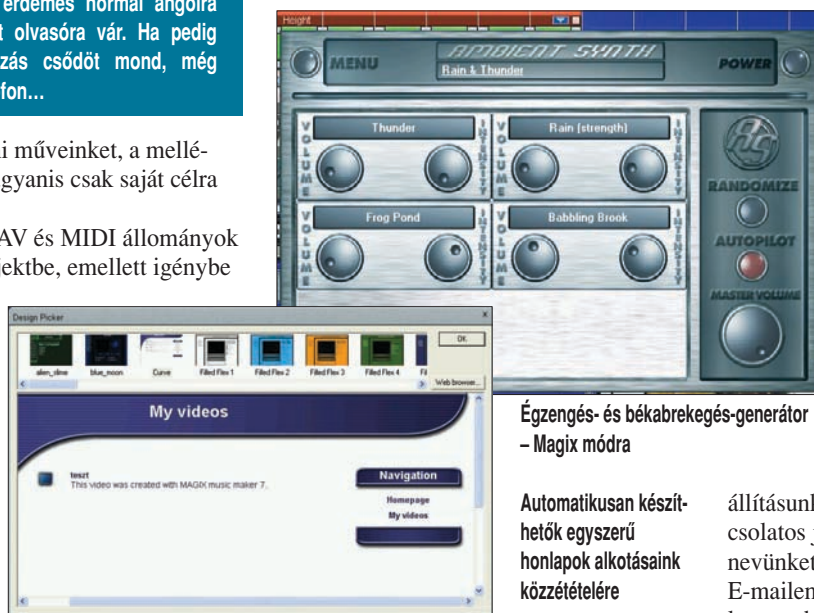 érdemes normál angolra
t olvasóra vár. Ha pedig
zás csődöt mond, még
fon…
i műveinket, a mellé-
gyanis csak saját célra
AV és MIDI állományok
jektbe, emellett igénybe
Height
MENU
AMBIENT SYNTH
Rain & Thunder
POWER
VOLUME
Thunder
INTENSITY
VOLUME
Rain (strength)
INTENSITY
VOLUME
Frog Pond
INTENSITY
VOLUME
Babbling Brook
INTENSITY
RANDOMIZE
AUTOPILOT
MASTER VOLUME
Design Picker
x
OK
alien_slime
blue_moon
Curve
Filled Flex 1
Filled Flex 2
Filled Flex 3
Filled Flex 4
Fil
Web browser...
My videos
teszt
This video was created with MAGIX music maker 7.
Navigation
Homepage
My videos
Égzengés- és békabrekegés-generátor
– Magix módra
Automatikusan készít-
hetők egyszerű
honlapok alkotásaink
közzétételére
állításunk
csolatos j
nevünket
E-mailen